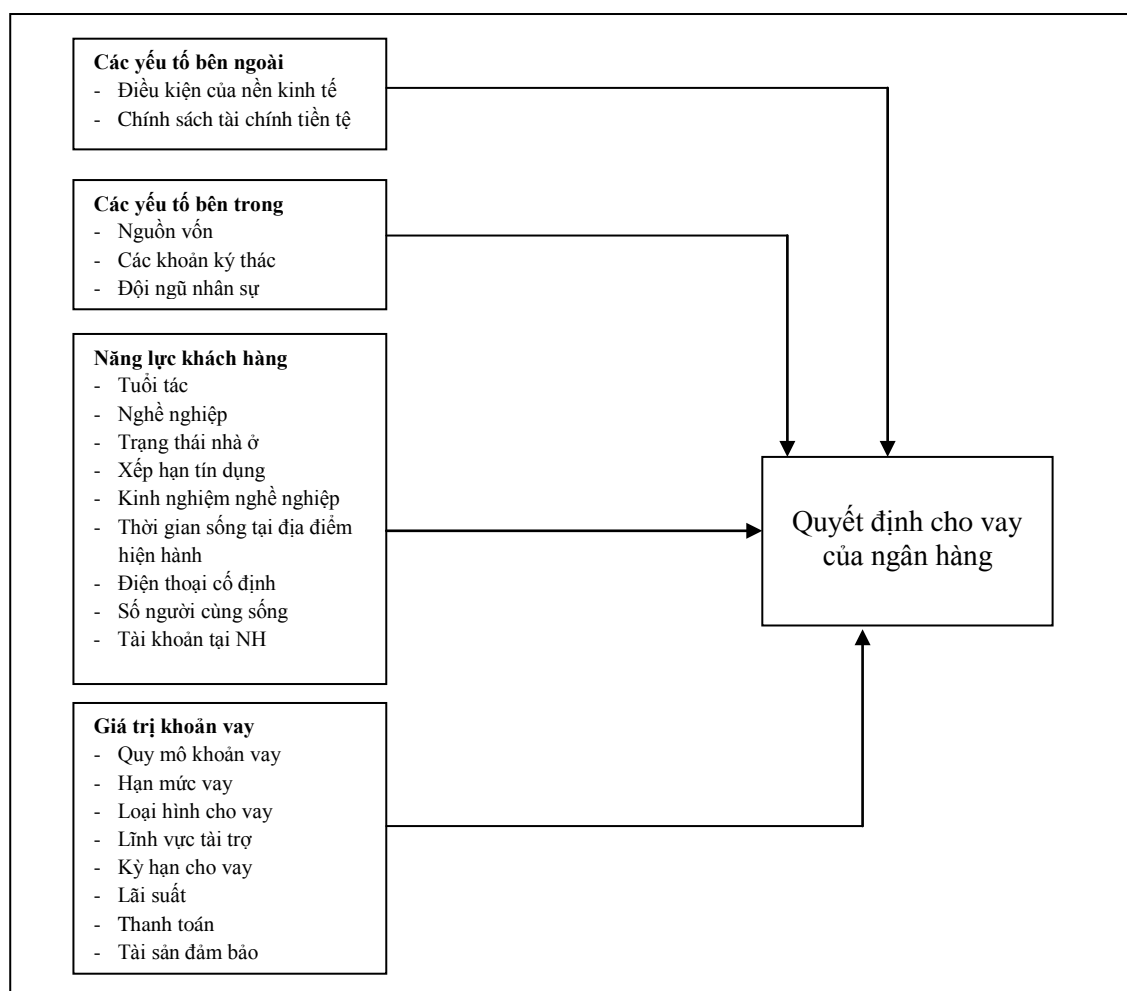 Các yếu tố bên ngoài
- Điều kiện của nền kinh tế
- Chính sách tài chính tiền tệ
Các yếu tố bên trong
- Nguồn vốn
- Các khoản ký thác
- Đội ngũ nhân sự
Năng lực khách hàng
- Tuổi tác
- Nghề nghiệp
- Trạng thái nhà ở
- Xếp hạn tín dụng
- Kinh nghiệm nghề nghiệp
- Thời gian sống tại địa điểm
hiện hành
- Điện thoại cố định
- Số người cùng sống
- Tài khoản tại NH
Giá trị khoản vay
- Quy mô khoản vay
- Hạn mức vay
- Loại hình cho vay
- Lĩnh vực tài trợ
- Kỳ hạn cho vay
- Lãi suất
- Thanh toán
- Tài sản đảm bảo
Quyết định cho vay
của ngân hàng